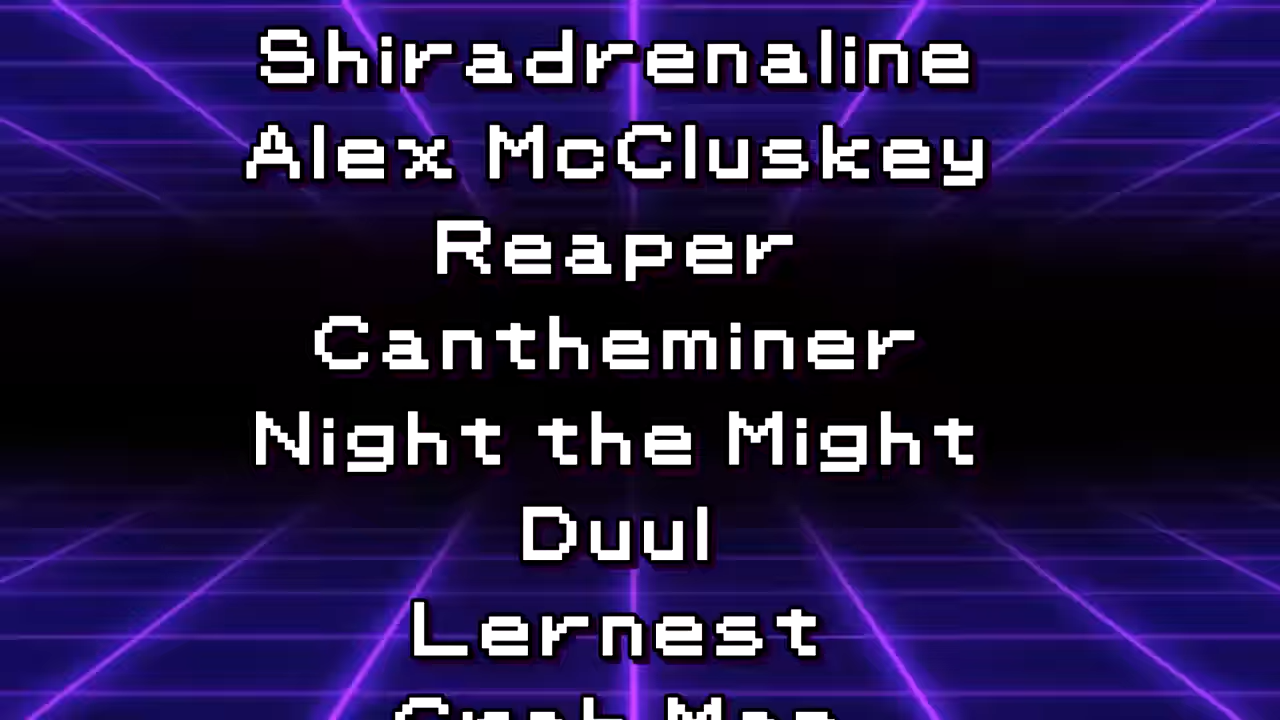 Shiradrenaline
Alex McCluskey
Reaper
Cantheminer
Night the Might
Duul
Lernest